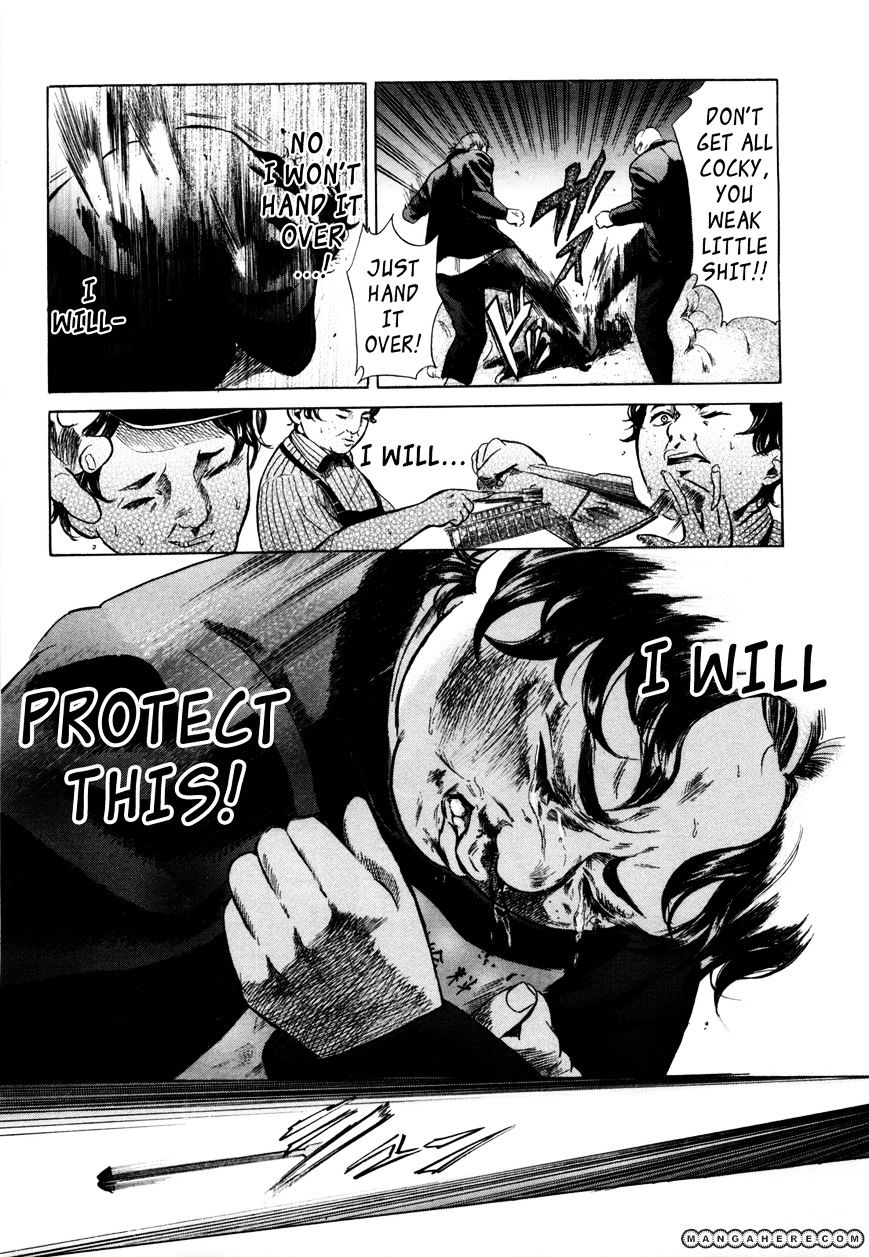 DON'T
GET ALL
COCKY,
YOU
WEAK
LITTLE
SHIT!!
JUST
HAND
IT
OVER!
NO,
I WON'T
HAND IT
OVER
...!
I
WILL-
I WILL...
I WILL
PROTECT
THIS!
MANGAHERE.COM